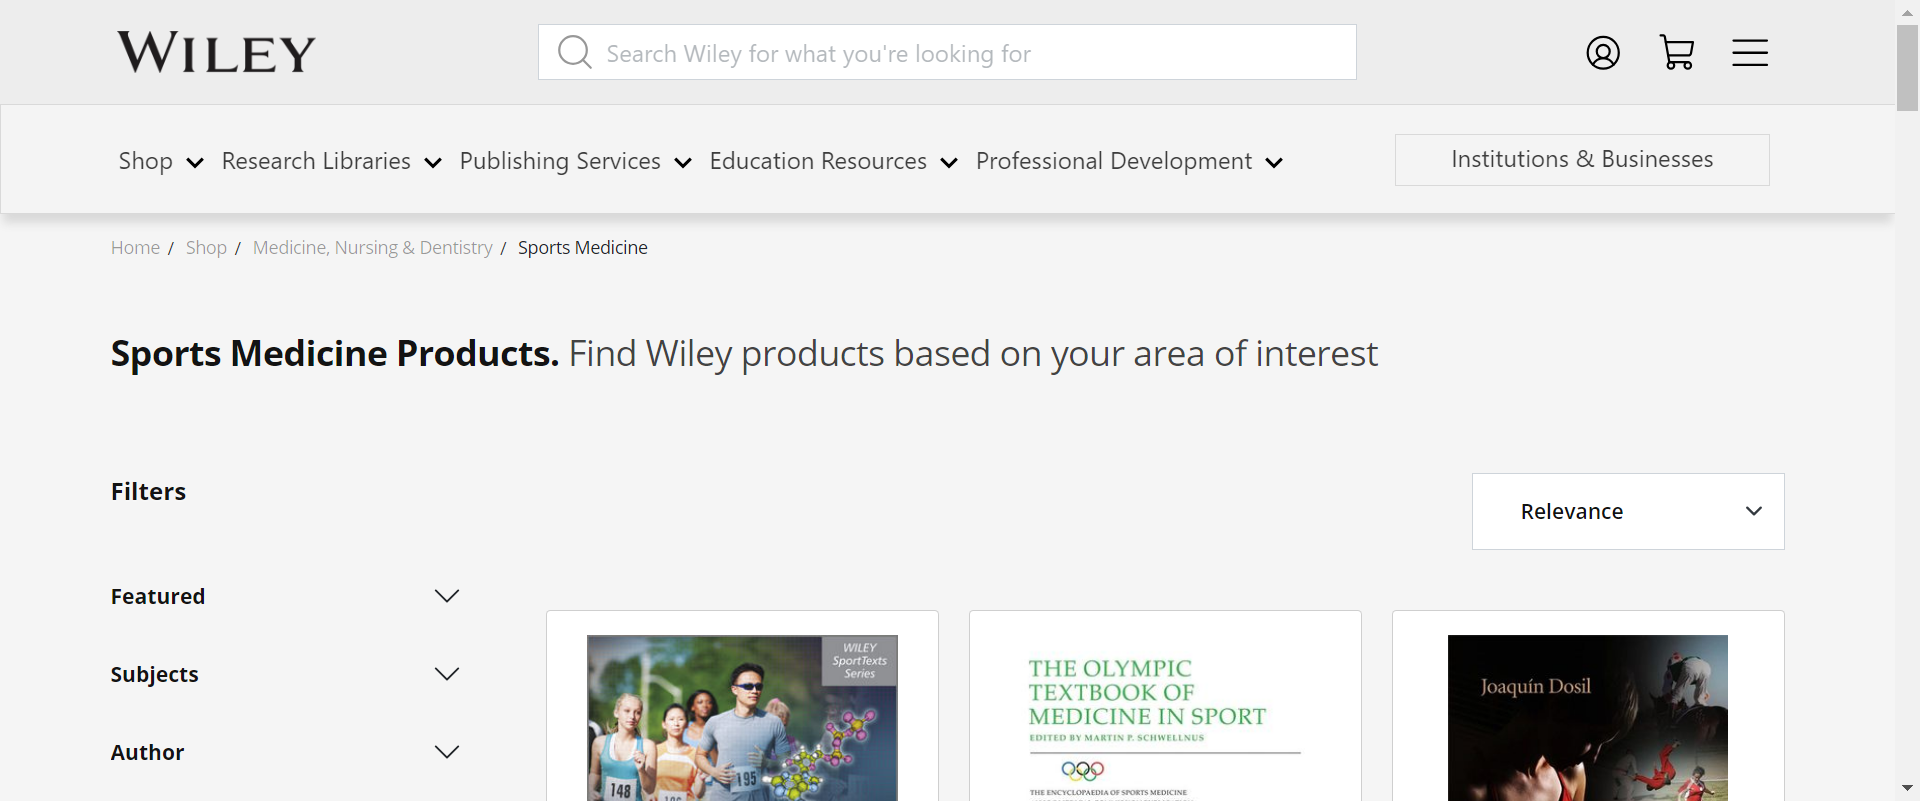 WILEY
Search Wiley for what you're looking for
Shop Research Libraries Publishing Services Education Resources Professional Development Institutions & Businesses
Home / Shop / Medicine, Nursing & Dentistry / Sports Medicine
Sports Medicine Products. Find Wiley products based on your area of interest
Filters
Relevance
Featured
Subjects
Author
WILEY
SportTexts
Series
148
195
THE OLYMPIC
TEXTBOOK OF
MEDICINE IN SPORT
EDITED BY MARTIN P. SCHWELLNUS
THE ENCYCLOPAEDIA OF SPORTS MEDICINE
Joaquín Dosil